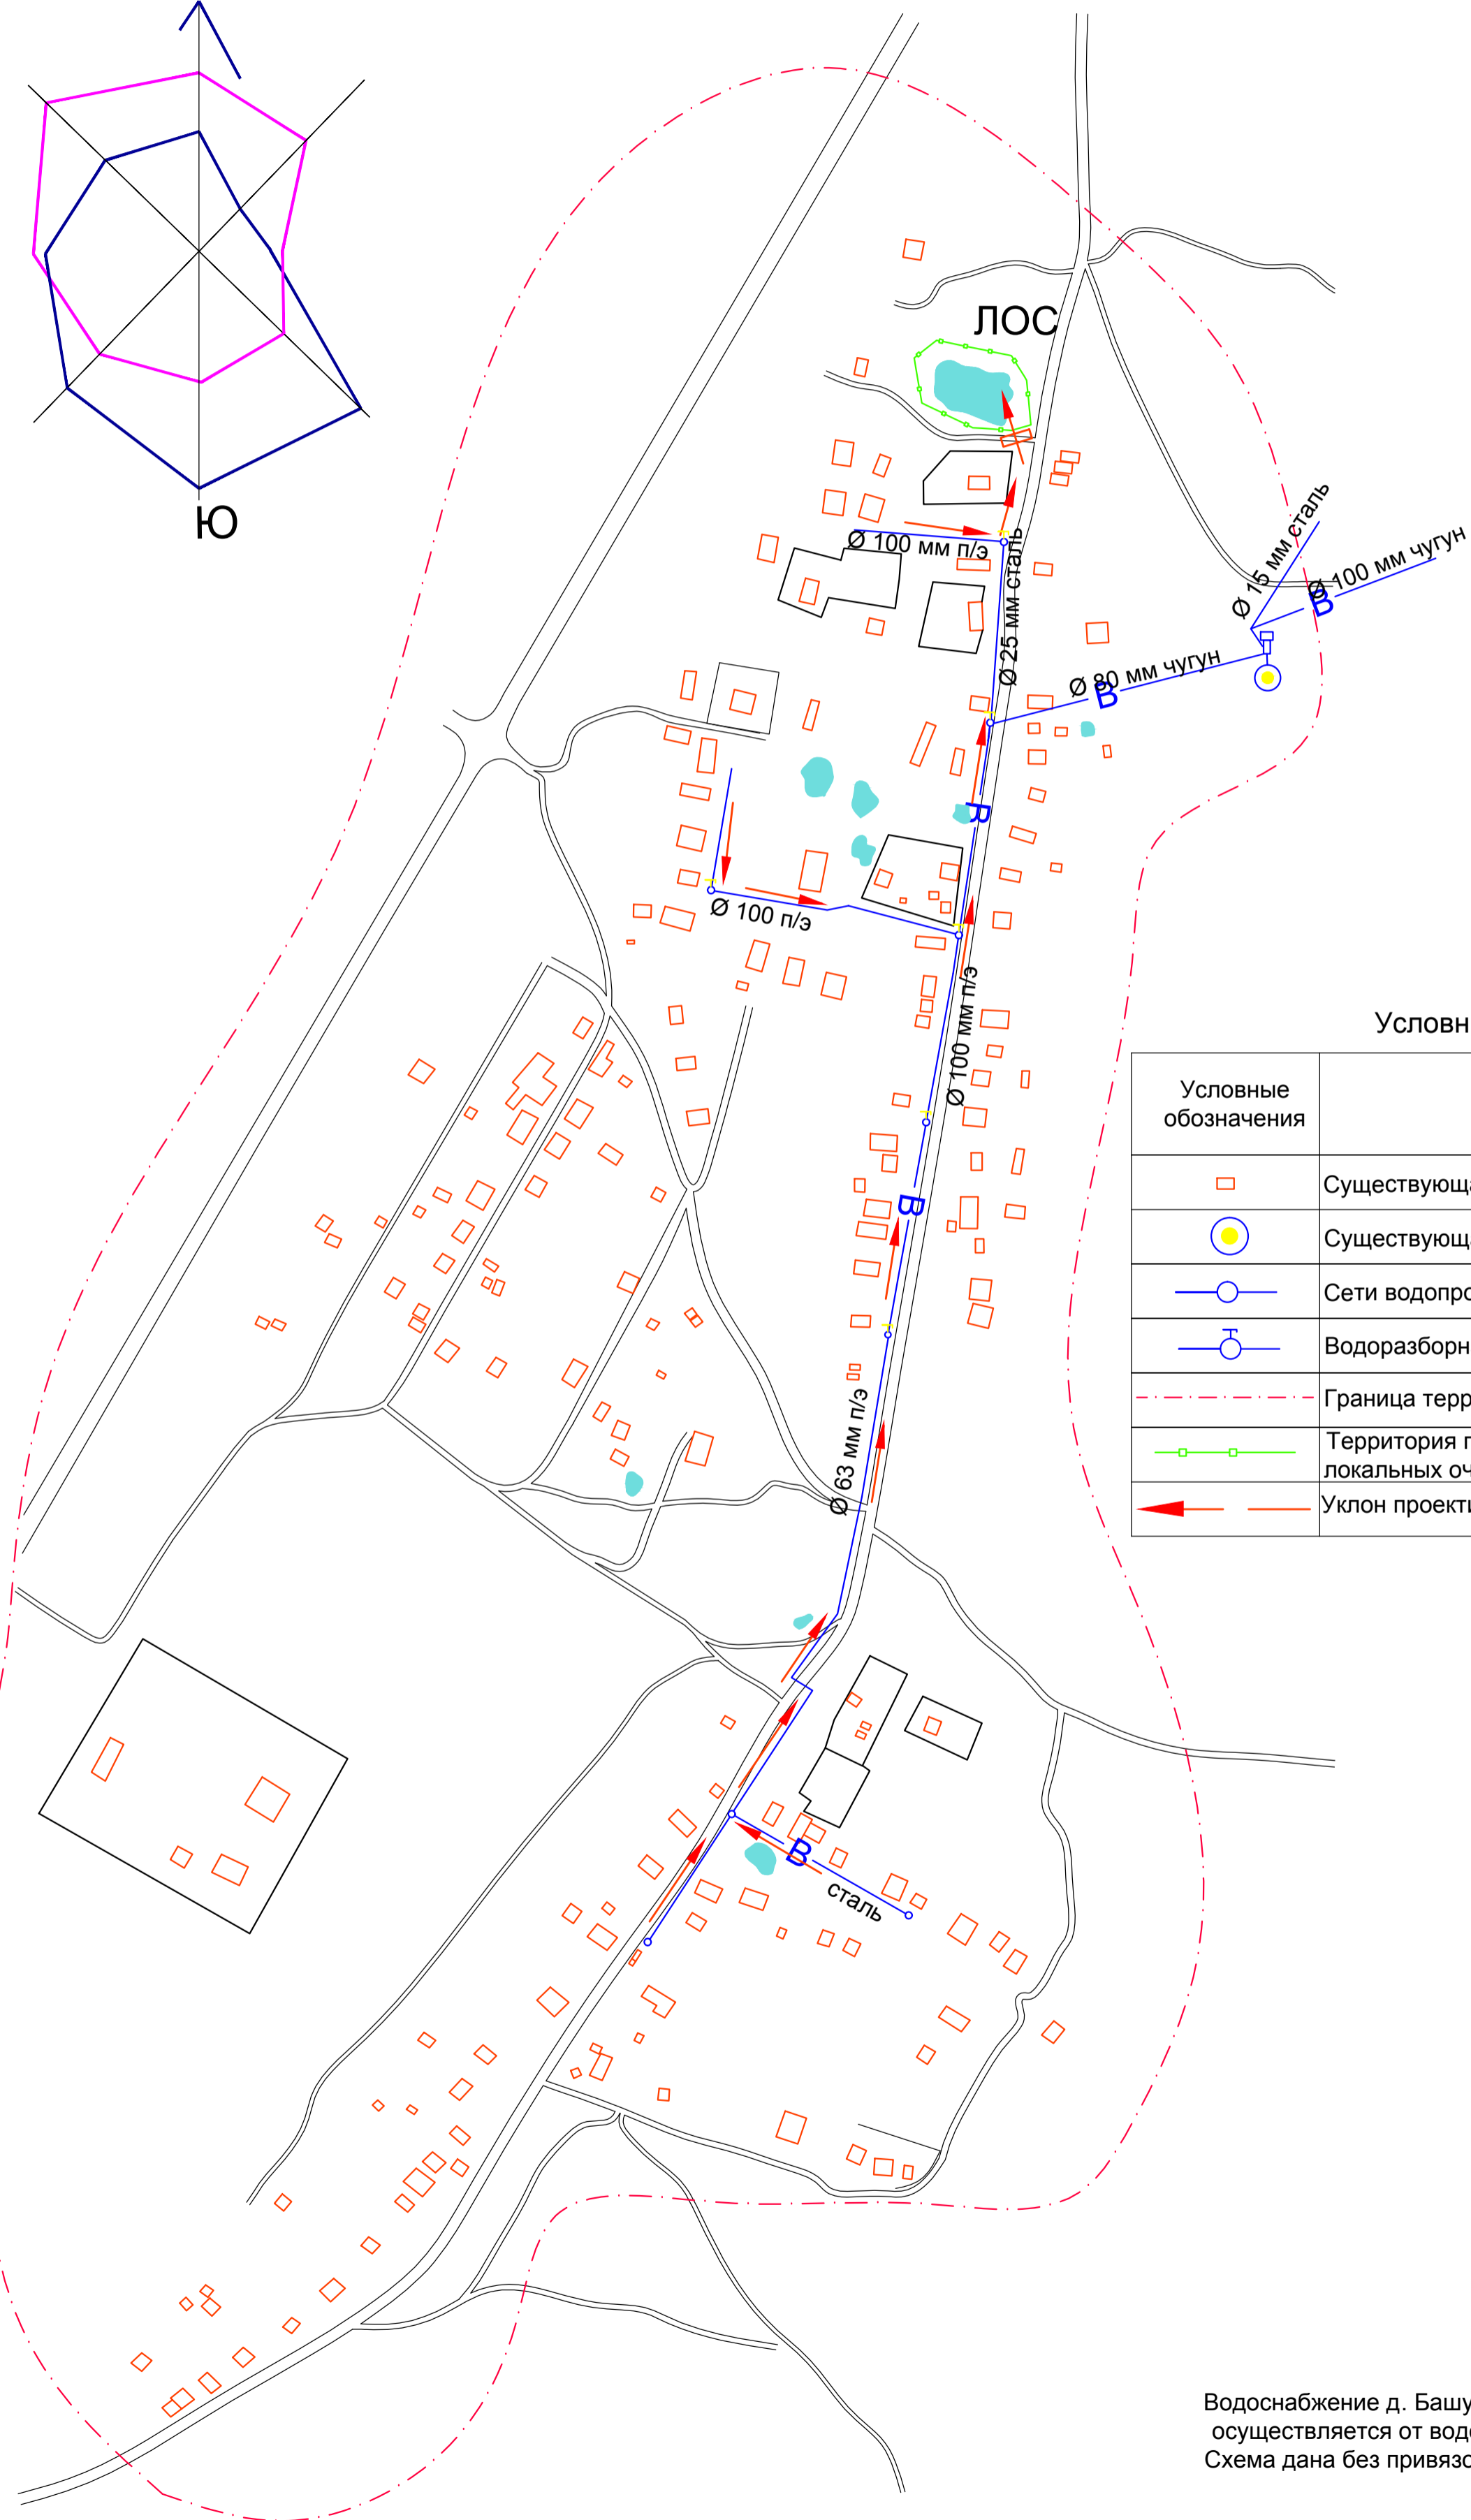 Ю
ЛОС
Ø 100 мм п/э
Ø 25 мм сталь
Ø 15 мм сталь
Ø 100 мм чугун
В
Ø 80 мм чугун
В
В
Ø 100 п/э
Ø 100 мм п/э
В
Ø 63 мм п/э
В
сталь
Условн
Условные
обозначения
Существующа
Существующа
Сети водопро
Водоразборн
Граница терр
Территория п
локальных оч
Уклон проекти
Водоснабжение д. Башу
осуществляется от водо
Схема дана без привязо